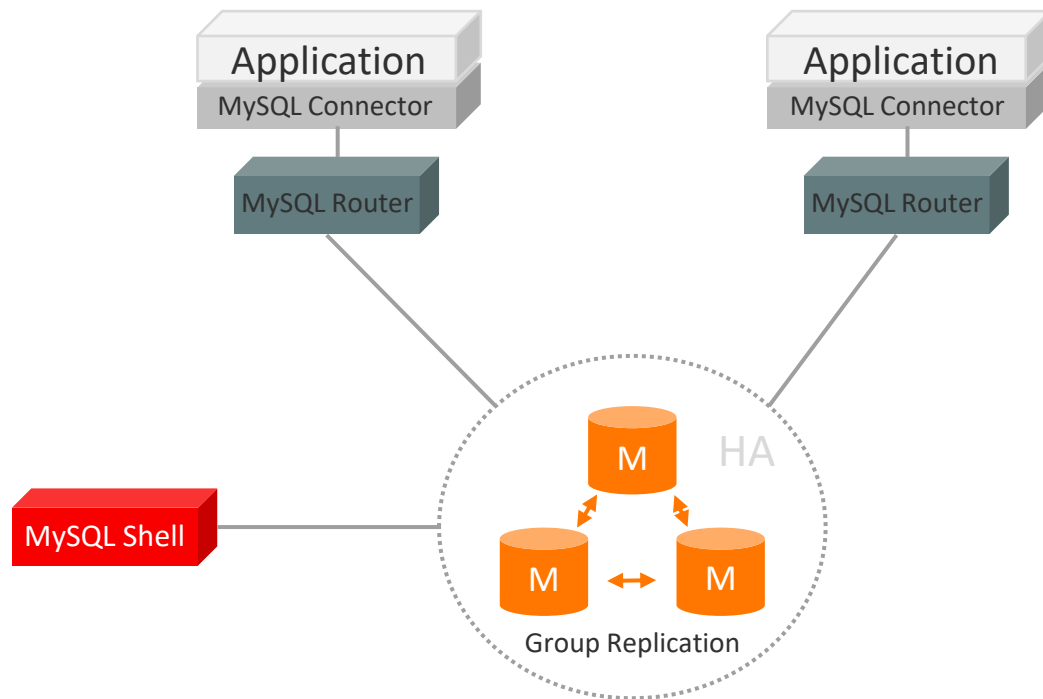 Application
MySQL Connector
MySQL Router
Application
MySQL Connector
MySQL Router
HA
M
MySQL Shell
M
M
Group Replication